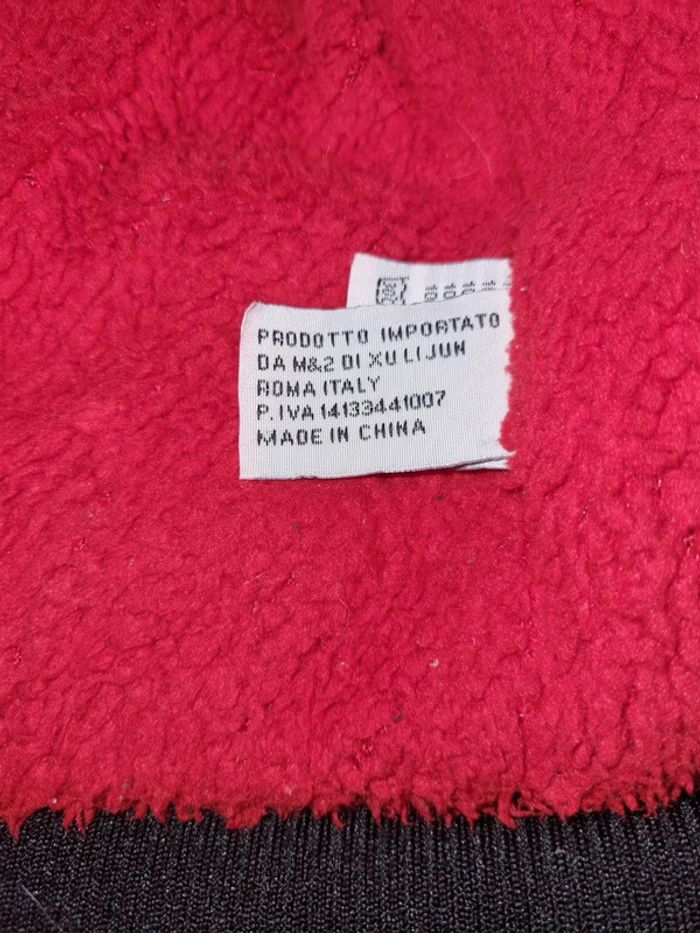 PRODOTTO IMPORTATO
DA M&2 DI XU LIJUN
ROMA ITALY
P.IVA 14133441007
MADE IN CHINA